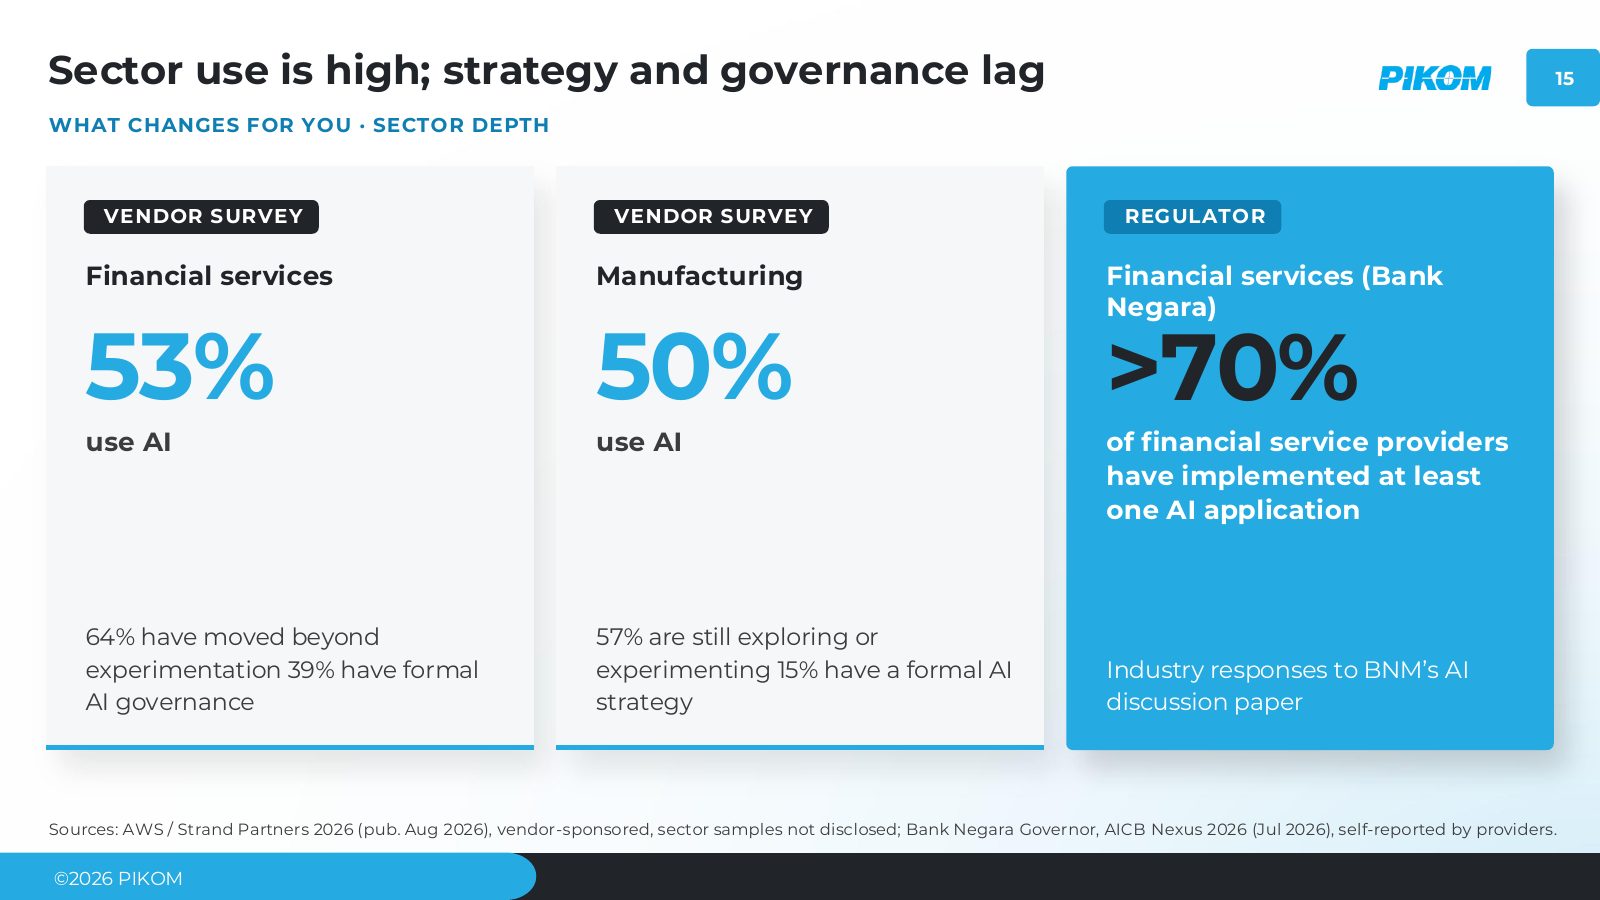 Sector use is high; strategy and governance lag
PIKOM
15
WHAT CHANGES FOR YOU · SECTOR DEPTH
VENDOR SURVEY
Financial services
53%
use AI
64% have moved beyond
experimentation 39% have formal
AI governance
VENDOR SURVEY
Manufacturing
50%
use AI
57% are still exploring or
experimenting 15% have a formal AI
strategy
REGULATOR
Financial services (Bank
Negara)
>70%
of financial service providers
have implemented at least
one AI application
Industry responses to BNM’s AI
discussion paper
Sources: AWS / Strand Partners 2026 (pub. Aug 2026), vendor-sponsored, sector samples not disclosed; Bank Negara Governor, AICB Nexus 2026 (Jul 2026), self-reported by providers.
©2026 PIKOM